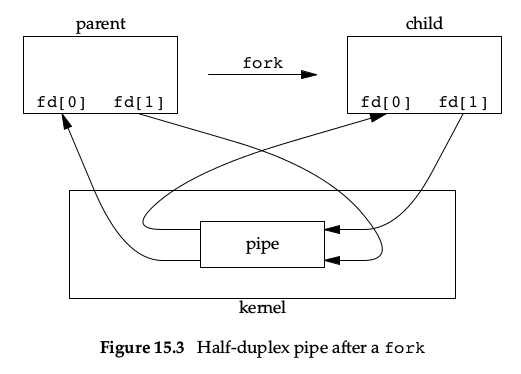 parent child
fork
fd[0] fd[1] fd[0] fd[1]
pipe
kernel
Figure 15.3 Half-duplex pipe after a fork